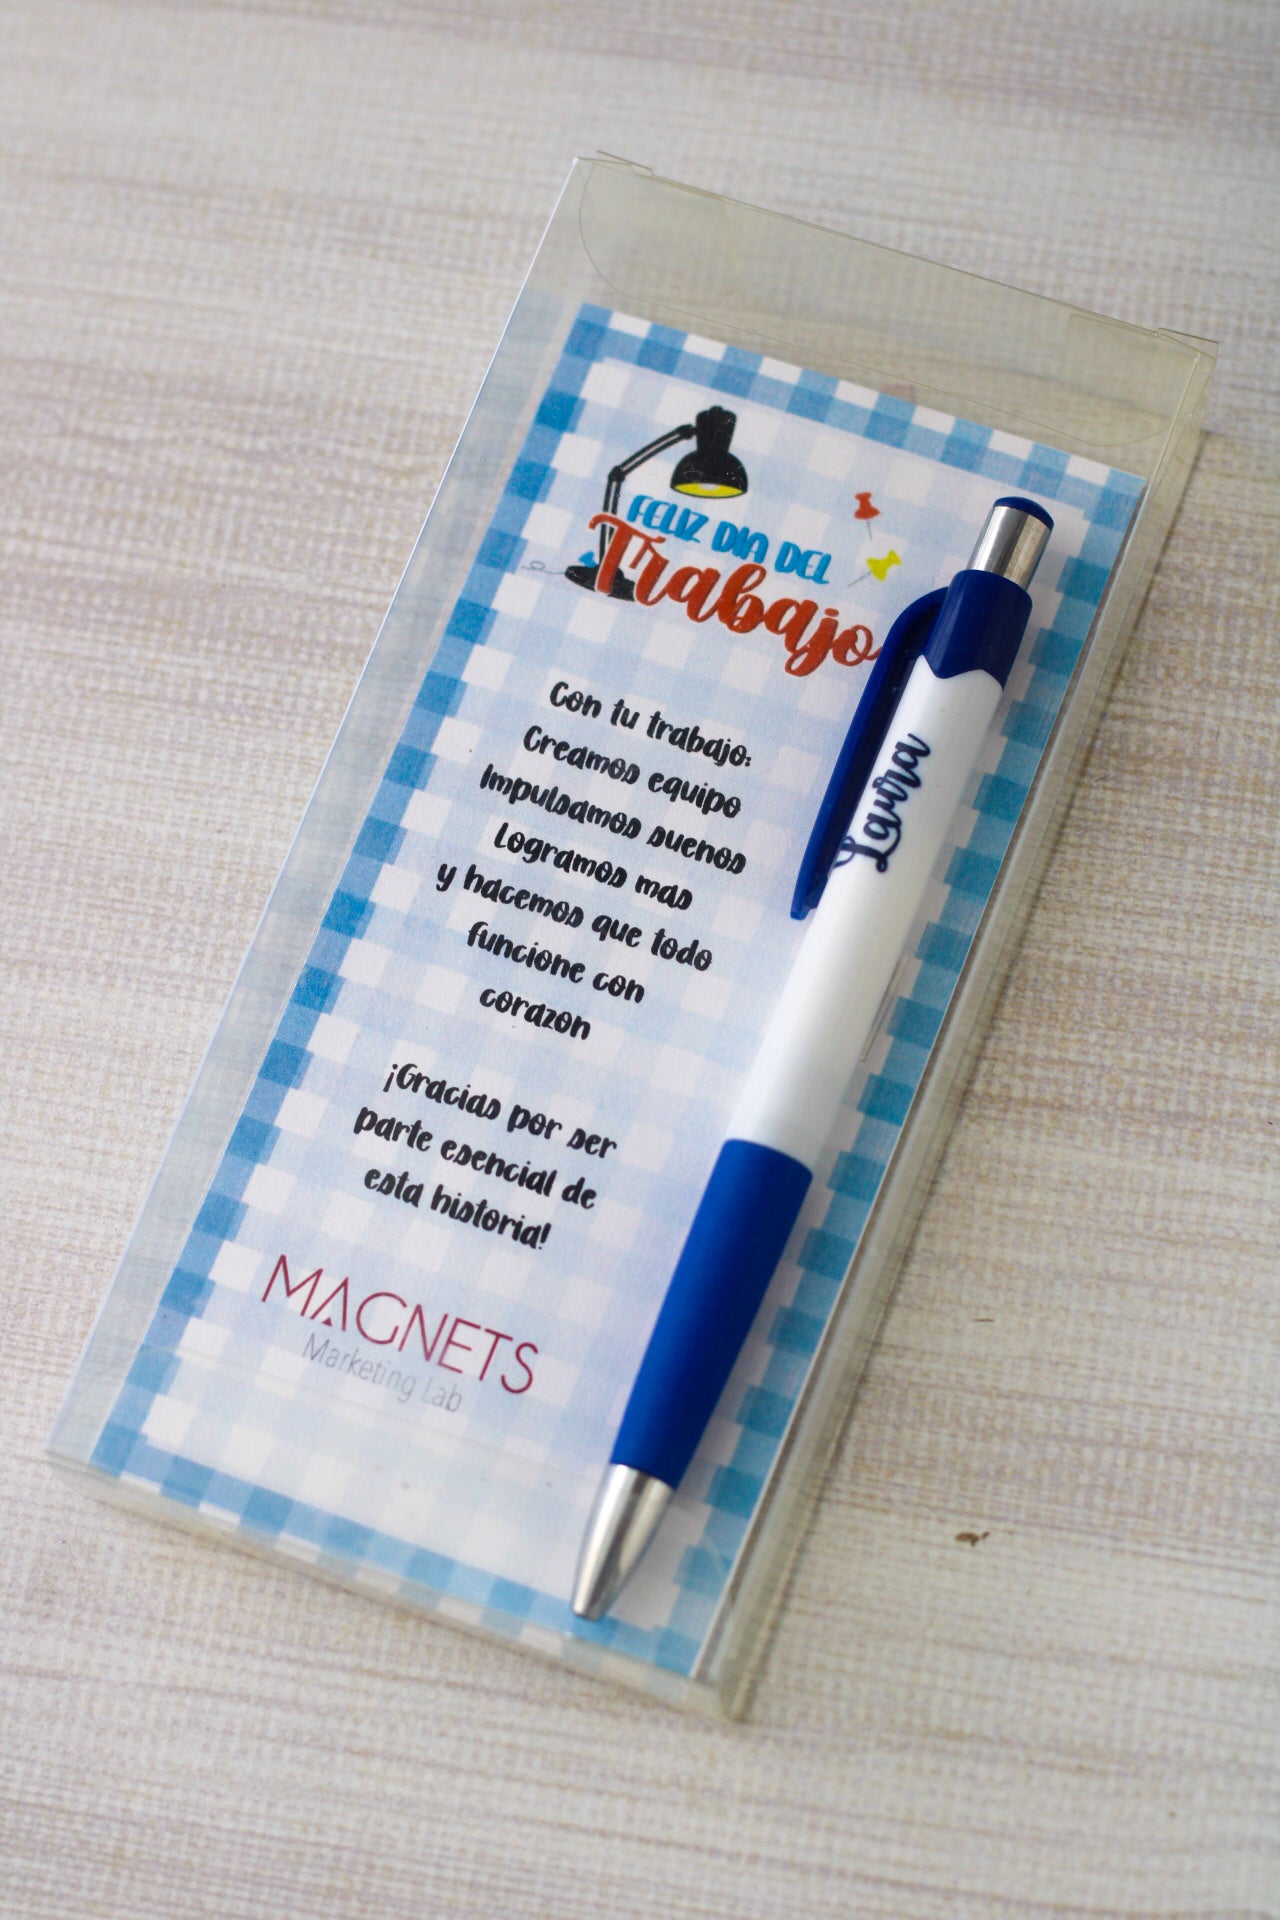 FELIZ DIA DEL
Trabajo
Con tu trabajo:
Creamos equipo
Impulsamos suenos
Logramos mas
y hacemos que todo
funcione con
corazon
¡Gracias por ser
parte esencial de
esta historia!
MAGNETS
Marketing Lab
Laura